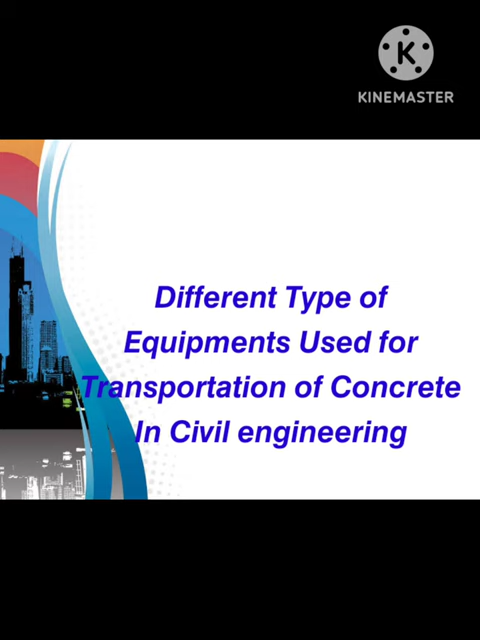 KINEMASTER
Different Type of
Equipments Used for
Transportation of Concrete
In Civil engineering